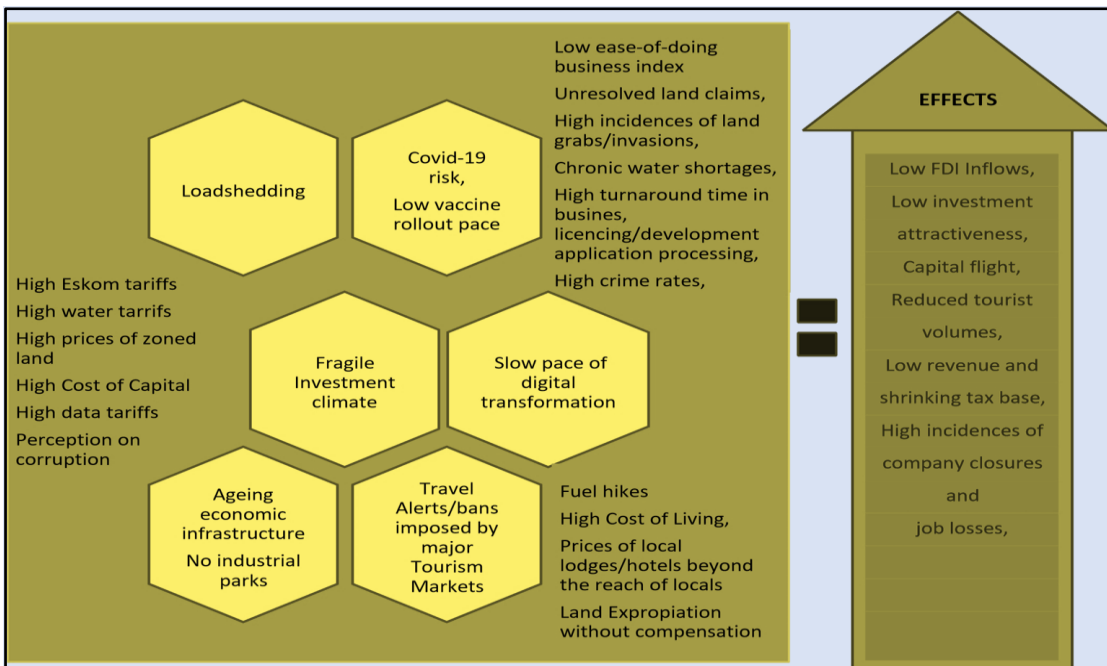 Low ease-of-doing
business index
Unresolved land claims,
High incidences of land
grabs/invasions,
Chronic water shortages,
High turnaround time in
busines,
licencing/development
application processing,
High crime rates,
Loadshedding
Covid-19
risk,
Low vaccine
rollout pace
High Eskom tariffs
High water tarrifs
High prices of zoned
land
High Cost of Capital
High data tariffs
Perception on
corruption
Fragile
Investment
climate
Slow pace of
digital
transformation
Ageing
economic
infrastructure
No industrial
parks
Travel
Alerts/bans
imposed by
major
Tourism
Markets
Fuel hikes
High Cost of Living,
Prices of local
lodges/hotels beyond
the reach of locals
Land Expropiation
without compensation
EFFECTS
Low FDI Inflows,
Low investment
attractiveness,
Capital flight,
Reduced tourist
volumes,
Low revenue and
shrinking tax base,
High incidences of
company closures
and
job losses,